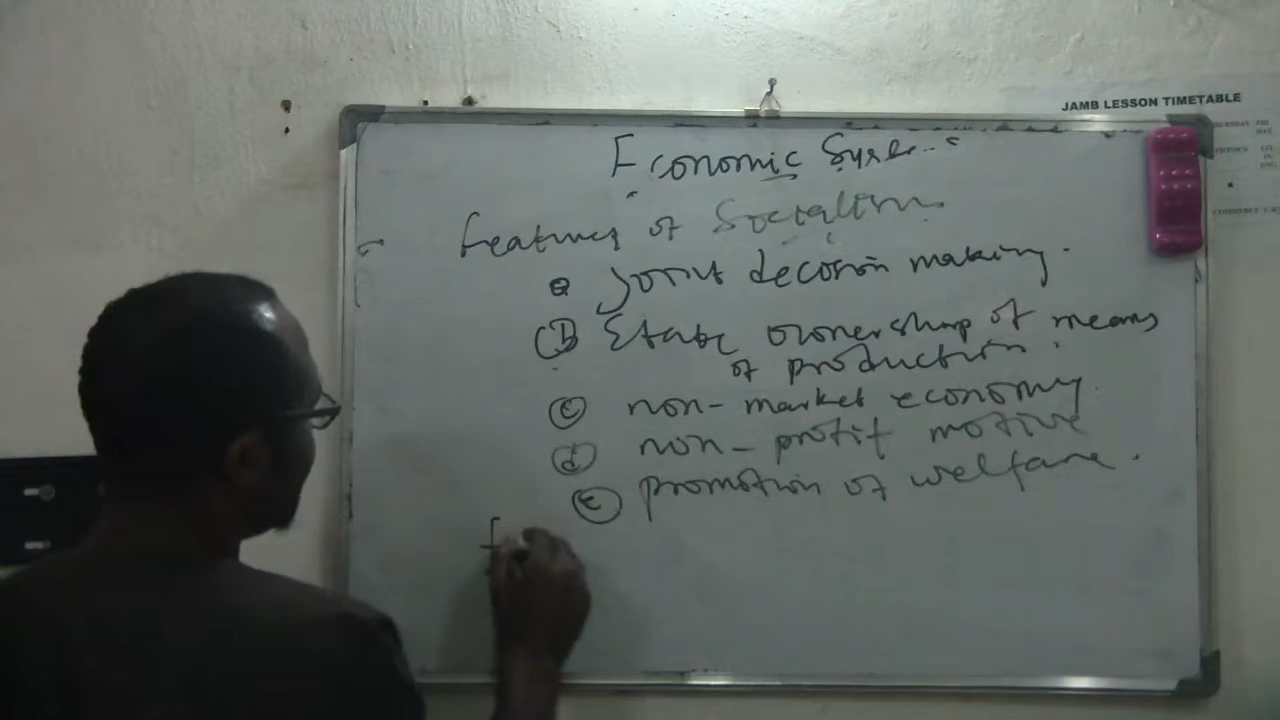 Economic
JAMB LESSON TIMETABLE
Features of Socialism
Joint decision making.
(b State ownership of means
of production.
(c) non-market economy.
(d) non-profit motive
(E) promotion of welfare.